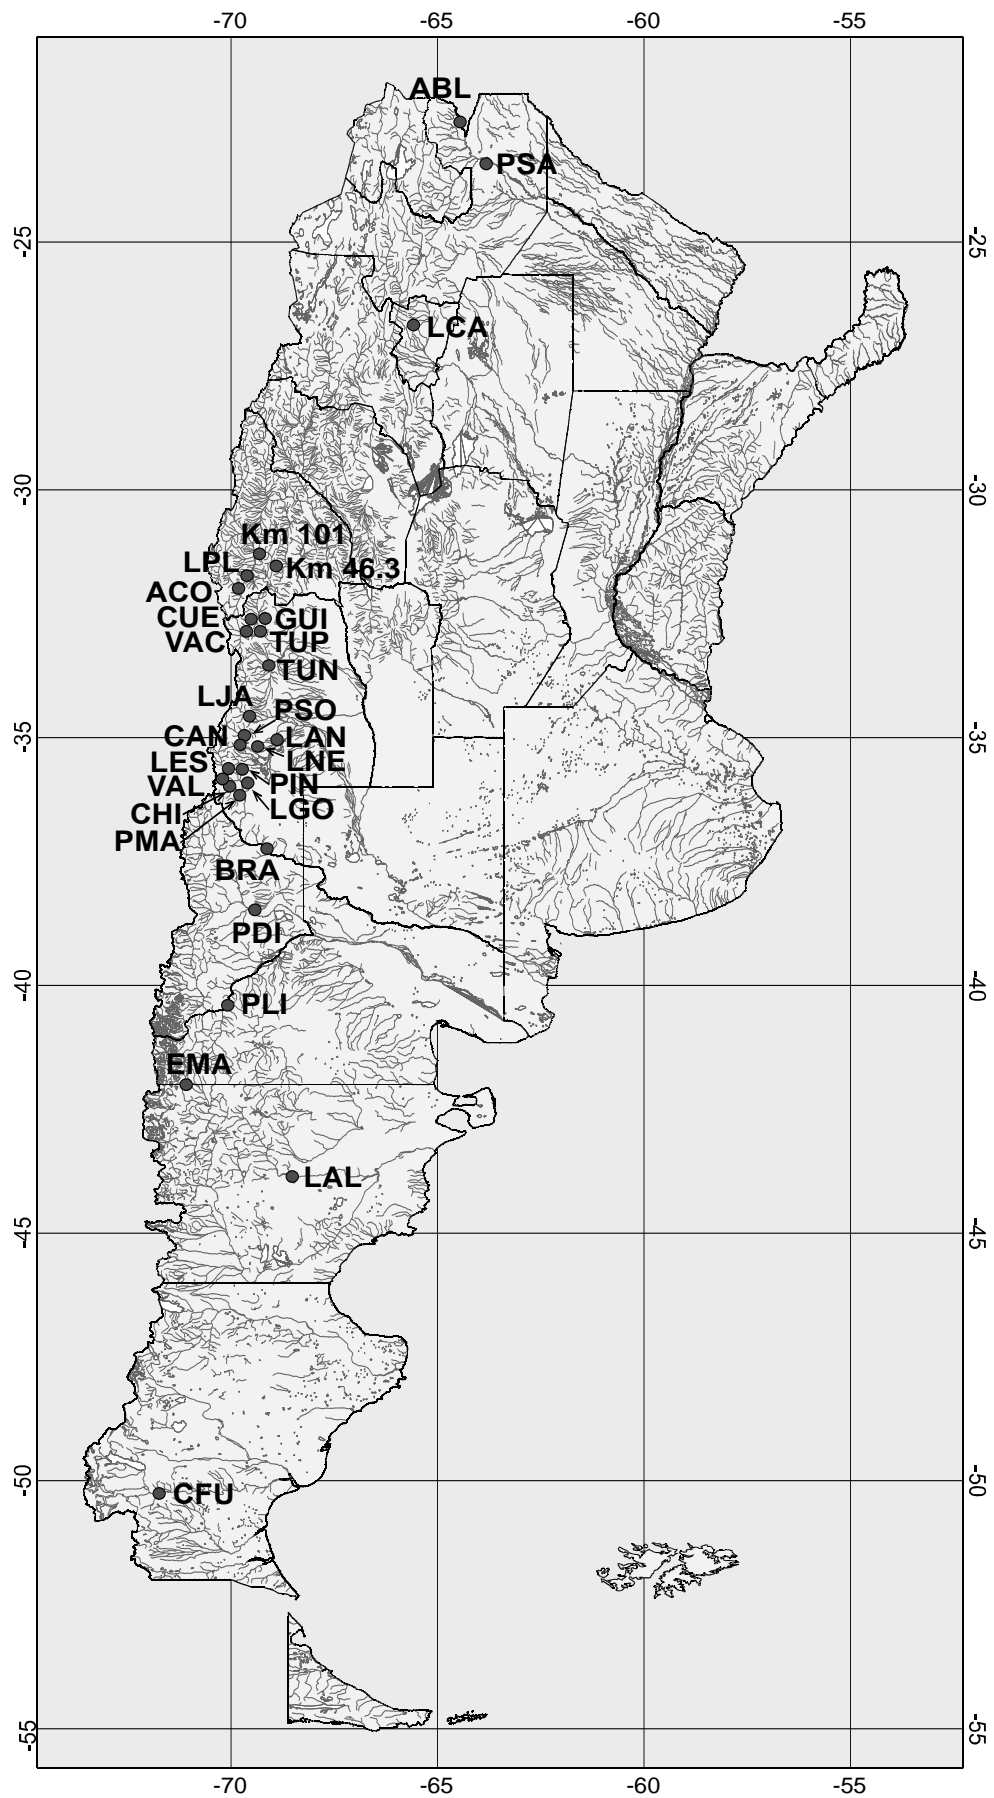 -70 -65 -60 -55
ABL
PSA
-25 -25
LCA
-30 -30
Km 101
LPL Km 46.3
ACO
CUE GUI
VAC TUP
TUN
LJA
PSO
-35 CAN LAN -35
LES LNE
VAL PIN
CHI LGO
PMA
BRA
PDI
-40 -40
PLI
EMA
LAL
-45 -45
-50 -50
CFU
-55 -55
-70 -65 -60 -55